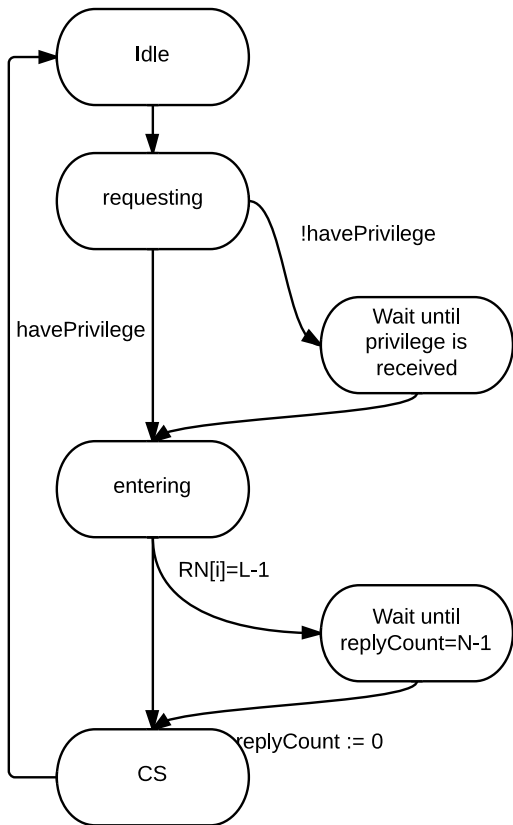 Idle
requesting
!havePrivilege
havePrivilege
Wait until
privilege is
received
entering
RN[i]=L-1
Wait until
replyCount=N-1
replyCount := 0
CS